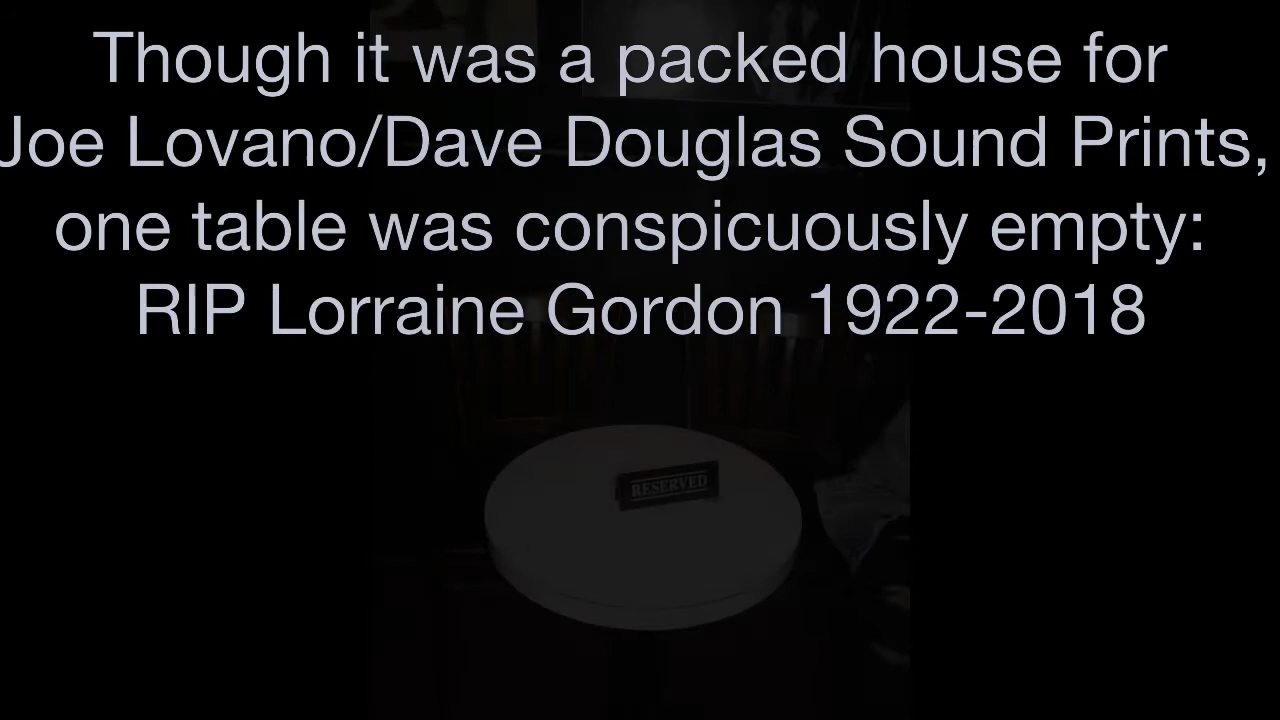 Though it was a packed house for
Joe Lovano/Dave Douglas Sound Prints,
one table was conspicuously empty:
RIP Lorraine Gordon 1922-2018
RESERVED